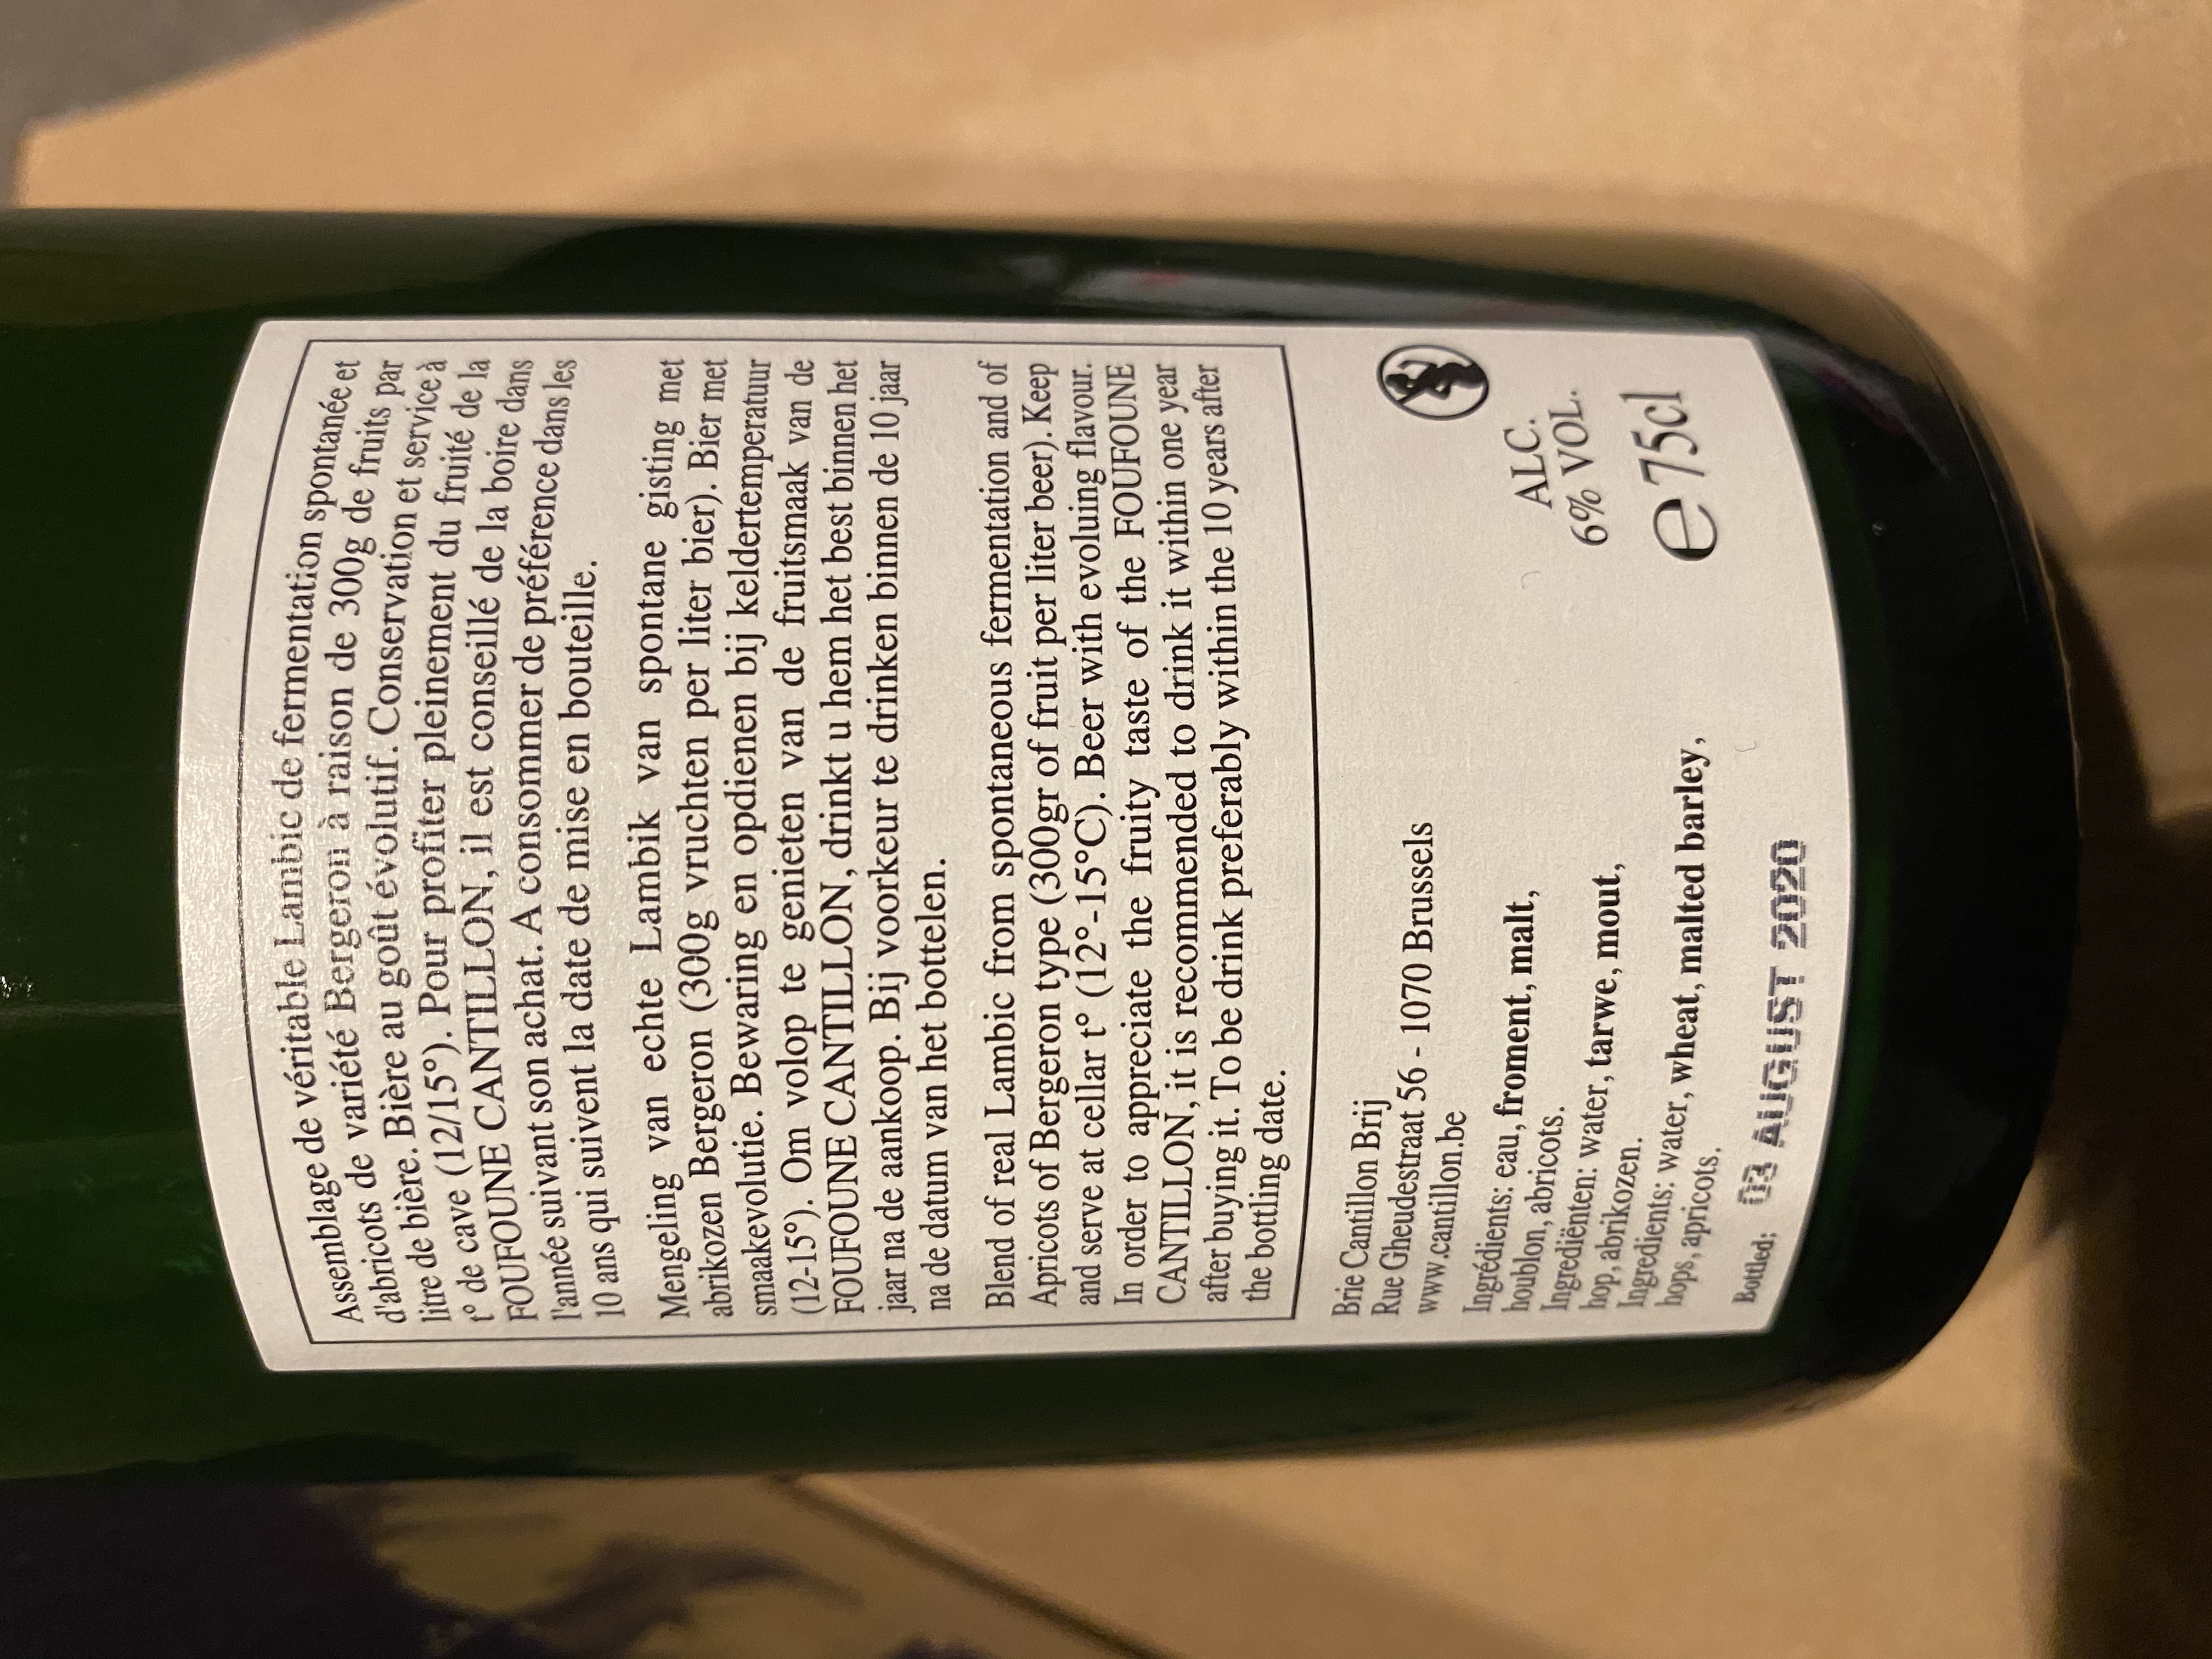 Assemblage de véritable Lambic de fermentation spontanée et
d'abricots de variété Bergeron à raison de 300g de fruits par
litre de bière. Bière au goût évolutif. Conservation et service à
t° de cave (12/15°). Pour profiter pleinement du fruité de la
FOUFOUNE CANTILLON, il est conseillé de la boire dans
l'année suivant son achat. A consommer de préférence dans les
10 ans qui suivent la date de mise en bouteille.
Mengeling van echte Lambik van spontane gisting met
abrikozen Bergeron (300g vruchten per liter bier). Bier met
smaakevolutie. Bewaring en opdienen bij keldertemperatuur
(12-15°). Om volop te genieten van de fruitsmaak van de
FOUFOUNE CANTILLON, drinkt u hem het best binnen het
jaar na de aankoop. Bij voorkeur te drinken binnen de 10 jaar
na de datum van het bottelen.
Blend of real Lambic from spontaneous fermentation and of
Apricots of Bergeron type (300gr of fruit per liter beer). Keep
and serve at cellar t° (12°-15°C). Beer with evoluing flavour.
In order to appreciate the fruity taste of the FOUFOUNE
CANTILLON, it is recommended to drink it within one year
after buying it. To be drink preferably within the 10 years after
the bottling date.
Brie Cantillon Brij
Rue Gheudestraat 56 - 1070 Brussels
www.cantillon.be
Ingrédients: eau, froment, malt,
houblon, abricots.
Ingrediënten: water, tarwe, mout,
hop, abrikozen.
Ingredients: water, wheat, malted barley,
hops, apricots.
ALC.
6% VOL.
e 75cl
Bottled: 03 AUGUST 2020